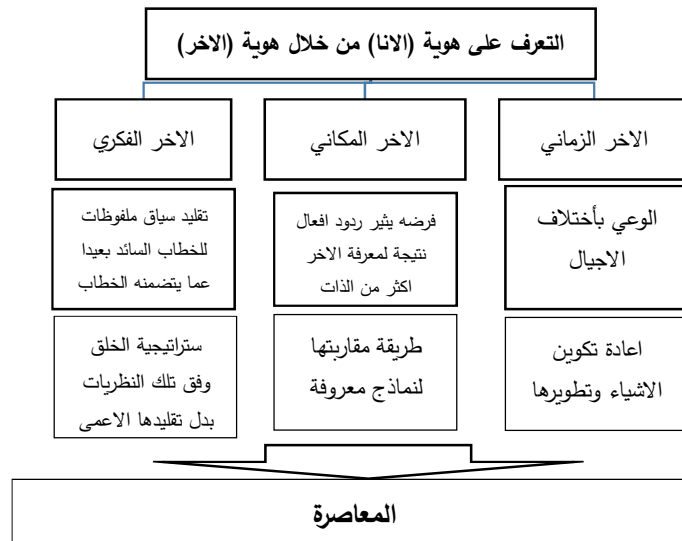 التعرف على هوية (الانا) من خلال هوية (الاخر)
الاخر الزماني
الاخر المكاني
الاخر الفكري
الوعي بأختلاف
الاجيال
فرضه يثير ردود افعال
نتيجة لمعرفة الاخر
اكثر من الذات
تقليد سياق ملفوظات
للخطاب السائد بعيدا
عما يتضمنه الخطاب
اعادة تكوين
الاشياء وتطويرها
طريقة مقاربتها
لنماذج معروفة
ستراتيجية الخلق
وفق تلك النظريات
بدل تقليدها الاعمى
المعاصرة